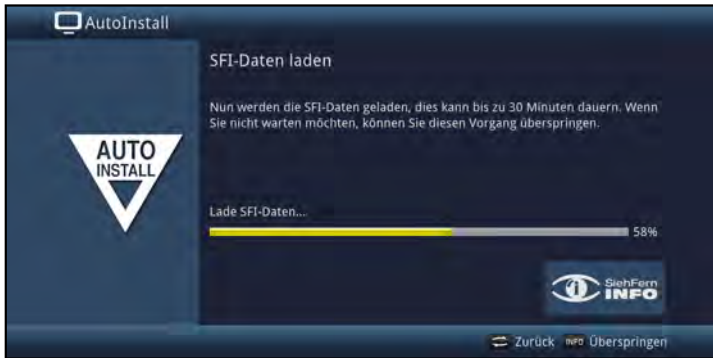 AutoInstall
SFI-Daten laden
Nun werden die SFI-Daten geladen, dies kann bis zu 30 Minuten dauern. Wenn
Sie nicht warten möchten, können Sie diesen Vorgang überspringen.
AUTO
INSTALL
Lade SFI-Daten...
58%
SiehFern
INFO
Zurück INFO Überspringen